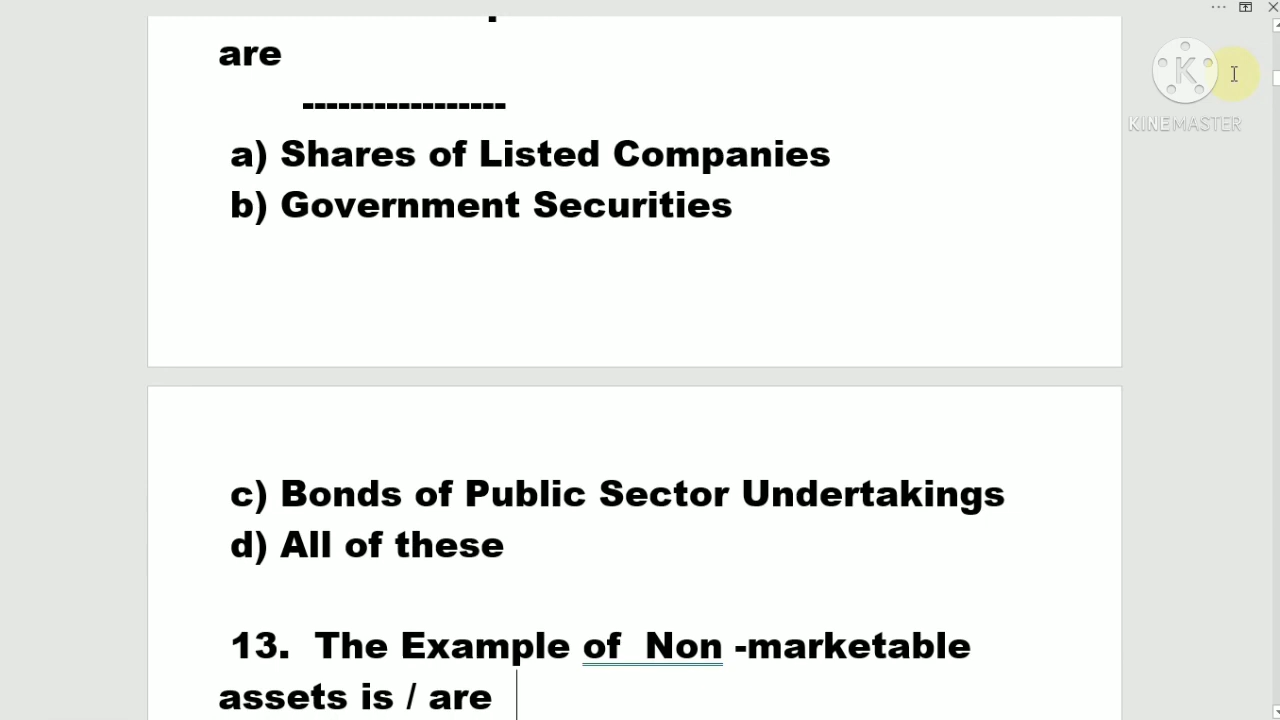 are
-----------------
a) Shares of Listed Companies
b) Government Securities
c) Bonds of Public Sector Undertakings
d) All of these
13. The Example of Non -marketable
assets is / are
K
KINEMASTER